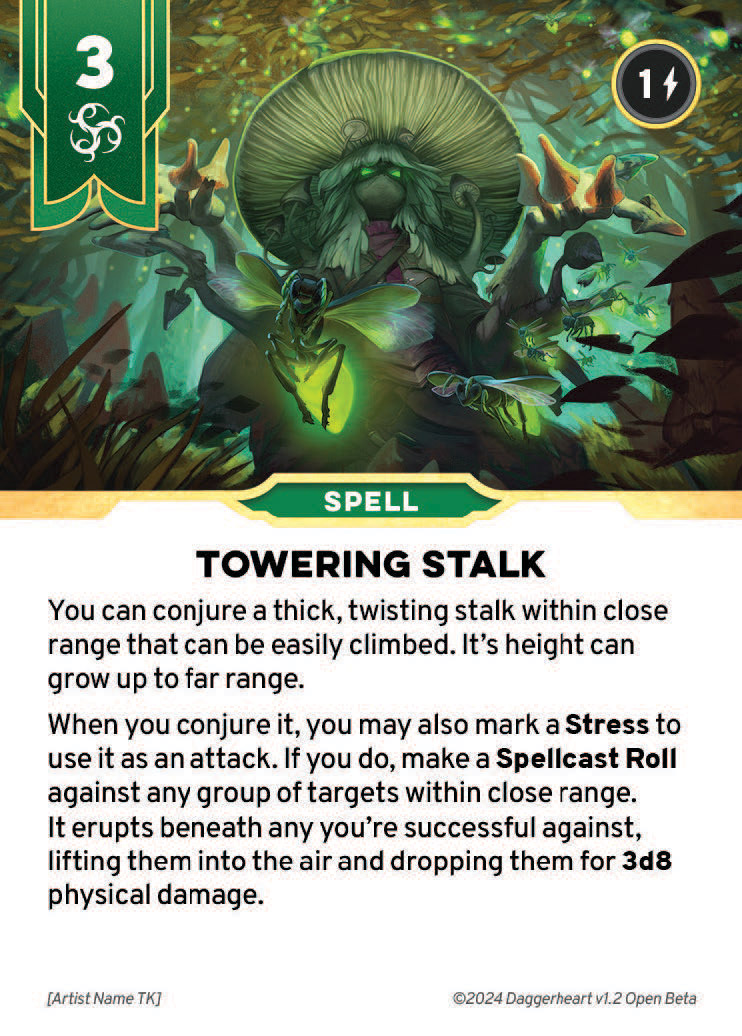 3
1
SPELL
TOWERING STALK
You can conjure a thick, twisting stalk within close
range that can be easily climbed. It’s height can
grow up to far range.
When you conjure it, you may also mark a Stress to
use it as an attack. If you do, make a Spellcast Roll
against any group of targets within close range.
It erupts beneath any you’re successful against,
lifting them into the air and dropping them for 3d8
physical damage.
[Artist Name TK]
©2024 Daggerheart v1.2 Open Beta